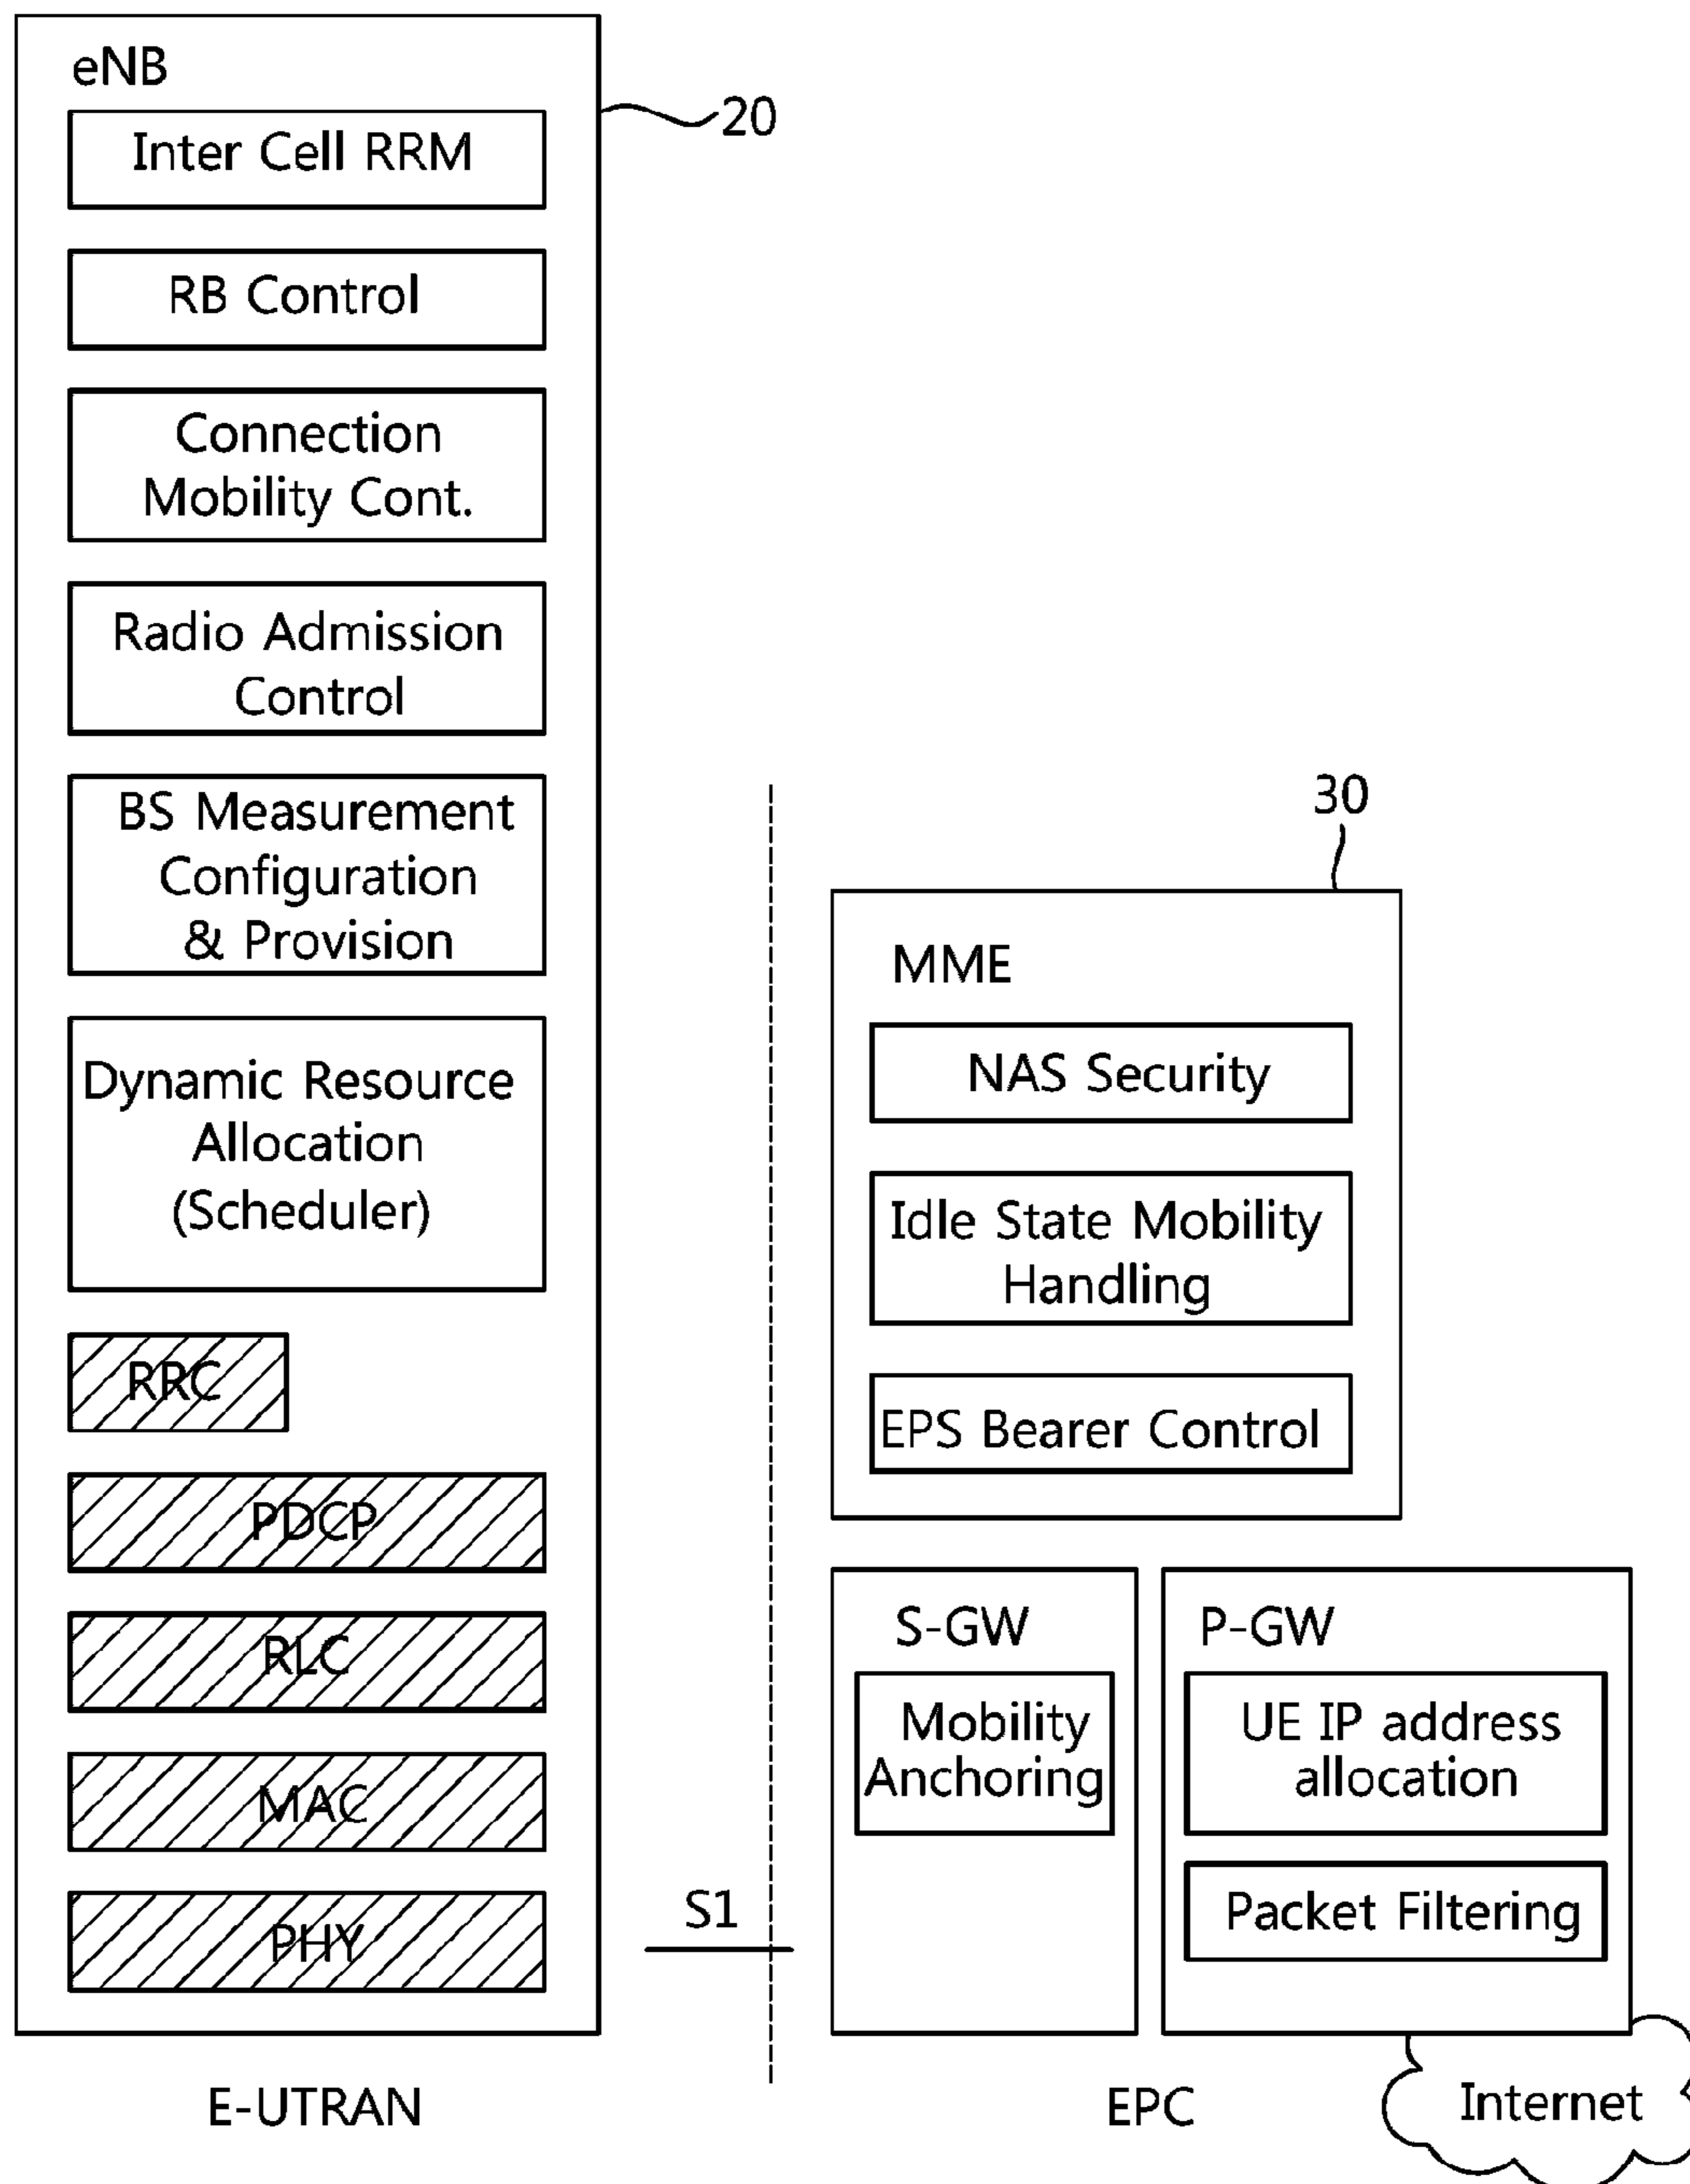 eNB
20
Inter Cell RRM
RB Control
Connection
Mobility Cont.
Radio Admission
Control
BS Measurement
Configuration
& Provision
Dynamic Resource
Allocation
(Scheduler)
RRC
PDCP
RLC
MAC
PHY
S1
E-UTRAN
30
MME
NAS Security
Idle State Mobility
Handling
EPS Bearer Control
S-GW
Mobility
Anchoring
P-GW
UE IP address
allocation
Packet Filtering
EPC
Internet